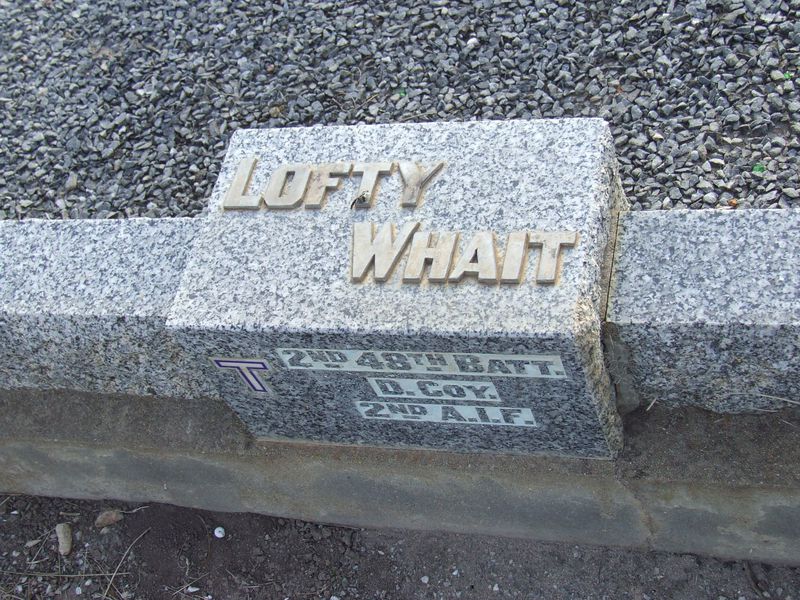 LOFTY
WHAIT
T
2ND 48TH BATT.
D. COY.
2ND A.I.F.